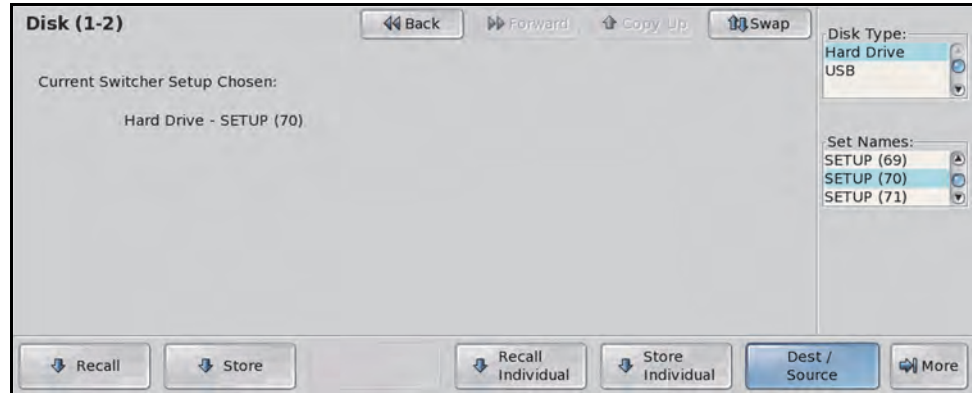 Disk (1-2)
Back
Forward
Copy Up
Swap
Current Switcher Setup Chosen:
Hard Drive - SETUP (70)
Disk Type:
Hard Drive
USB
Set Names:
SETUP (69)
SETUP (70)
SETUP (71)
Recall
Store
Recall
Individual
Store
Individual
Dest /
Source
More